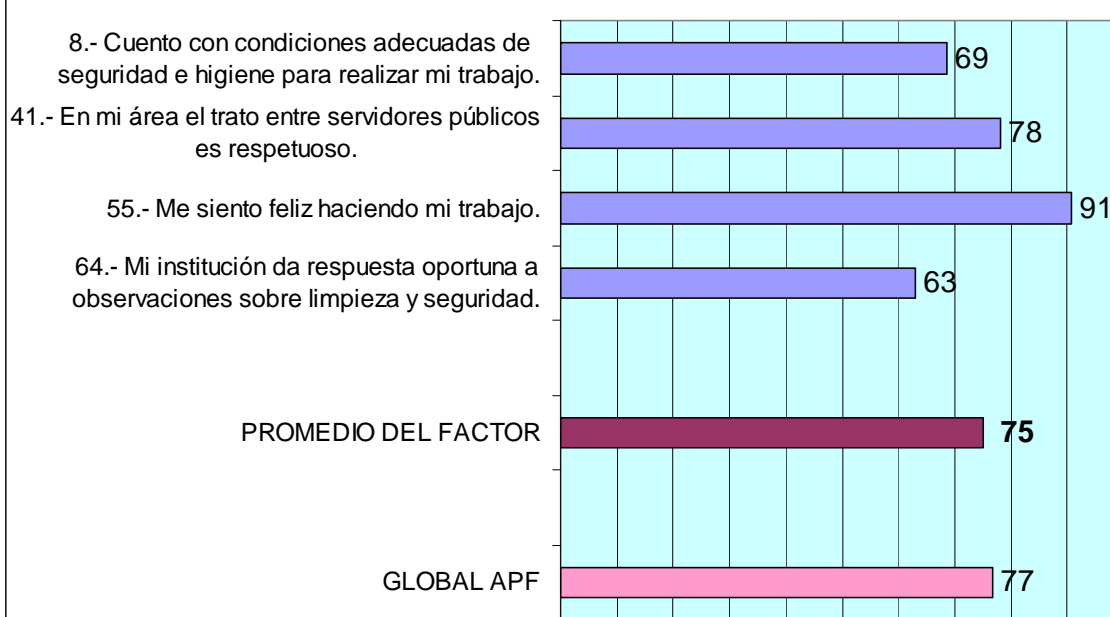 8.- Cuento con condiciones adecuadas de
seguridad e higiene para realizar mi trabajo.
69
41.- En mi área el trato entre servidores públicos
es respetuoso.
78
55.- Me siento feliz haciendo mi trabajo.
91
64.- Mi institución da respuesta oportuna a
observaciones sobre limpieza y seguridad.
63
PROMEDIO DEL FACTOR
75
GLOBAL APF
77